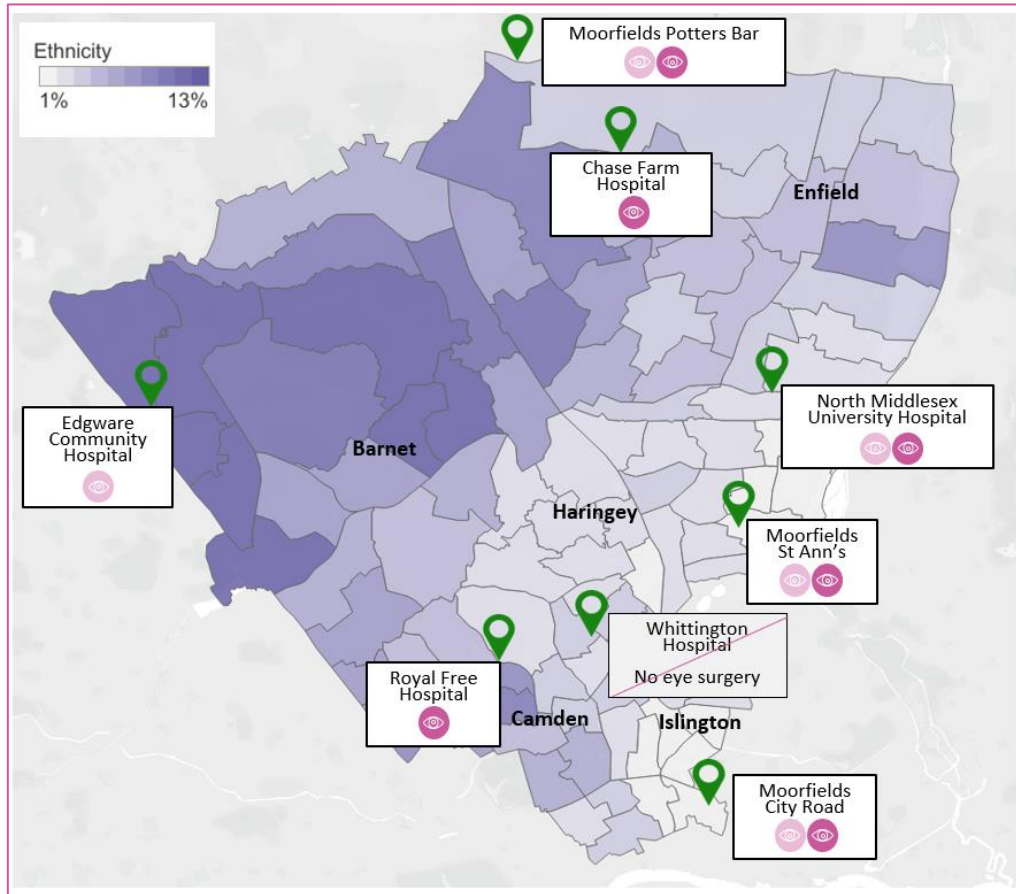 Ethnicity
1% 13%
Moorfields Potters Bar
Chase Farm
Hospital
Enfield
Edgware
Community
Hospital
Barnet
North Middlesex
University Hospital
Haringey
Moorfields
St Ann’s
Whittington
Hospital
No eye surgery
Royal Free
Hospital
Camden
Islington
Moorfields
City Road